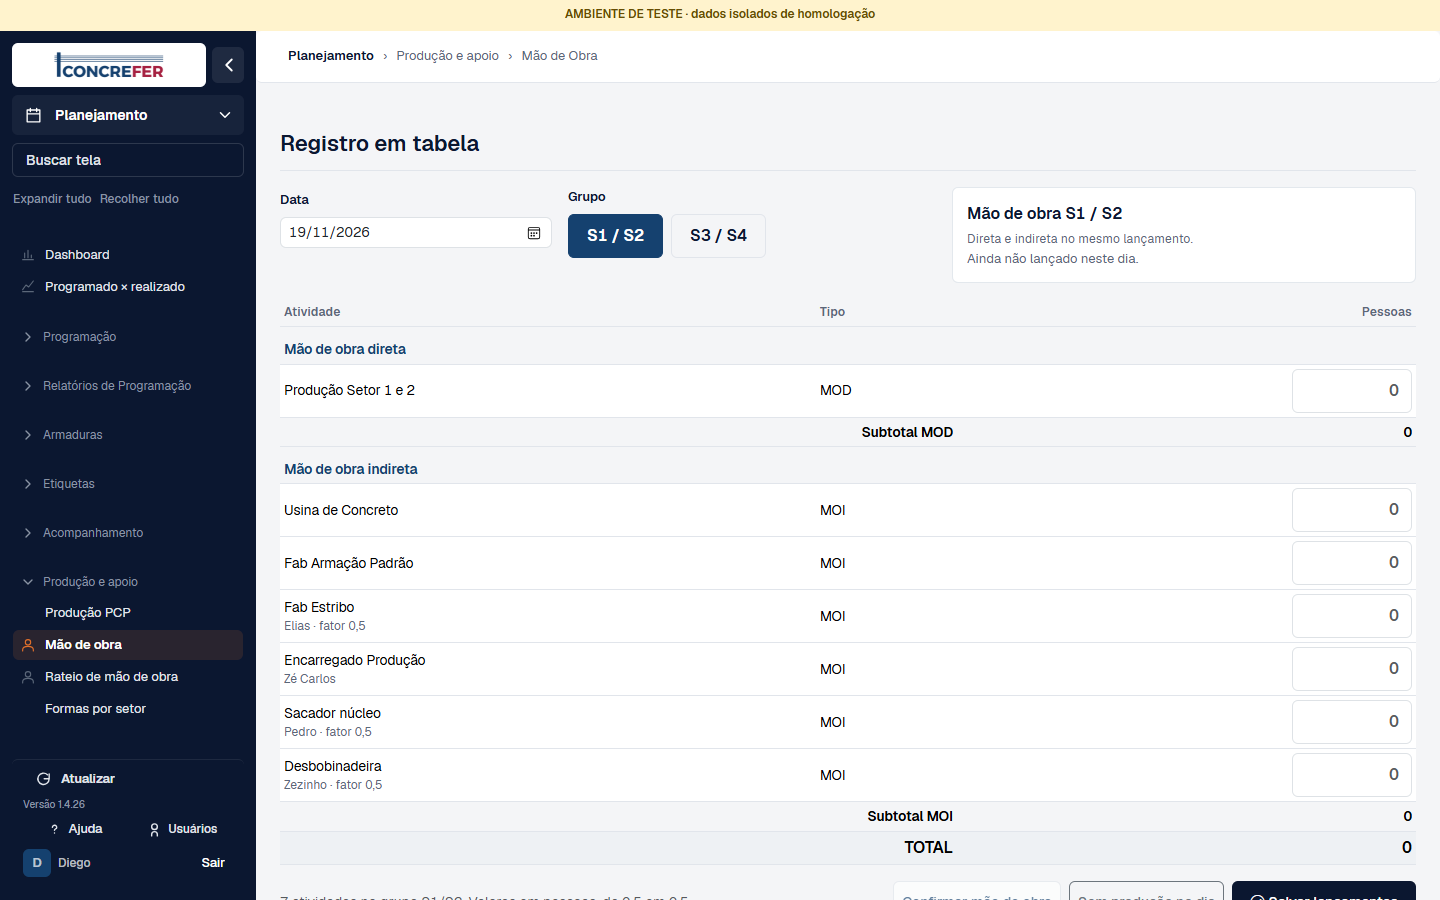 AMBIENTE DE TESTE · dados isolados de homologação
CONCREFER
Planejamento
Buscar tela
Expandir tudo Recolher tudo
Dashboard
Programado × realizado
Programação
Relatórios de Programação
Armaduras
Etiquetas
Acompanhamento
Produção e apoio
Produção PCP
Mão de obra
Rateio de mão de obra
Formas por setor
Atualizar
Versão 1.4.26
? Ajuda Usuários
D Diego Sair
Planejamento › Produção e apoio › Mão de Obra
Registro em tabela
Data
19/11/2026
Grupo
S1 / S2 S3 / S4
Mão de obra S1 / S2
Direta e indireta no mesmo lançamento.
Ainda não lançado neste dia.
Atividade Tipo Pessoas
Mão de obra direta
Produção Setor 1 e 2 MOD 0
Subtotal MOD 0
Mão de obra indireta
Usina de Concreto MOI 0
Fab Armação Padrão MOI 0
Fab Estribo MOI 0
Elias · fator 0,5
Encarregado Produção MOI 0
Zé Carlos
Sacador núcleo MOI 0
Pedro · fator 0,5
Desbobinadeira MOI 0
Zezinho · fator 0,5
Subtotal MOI 0
TOTAL 0